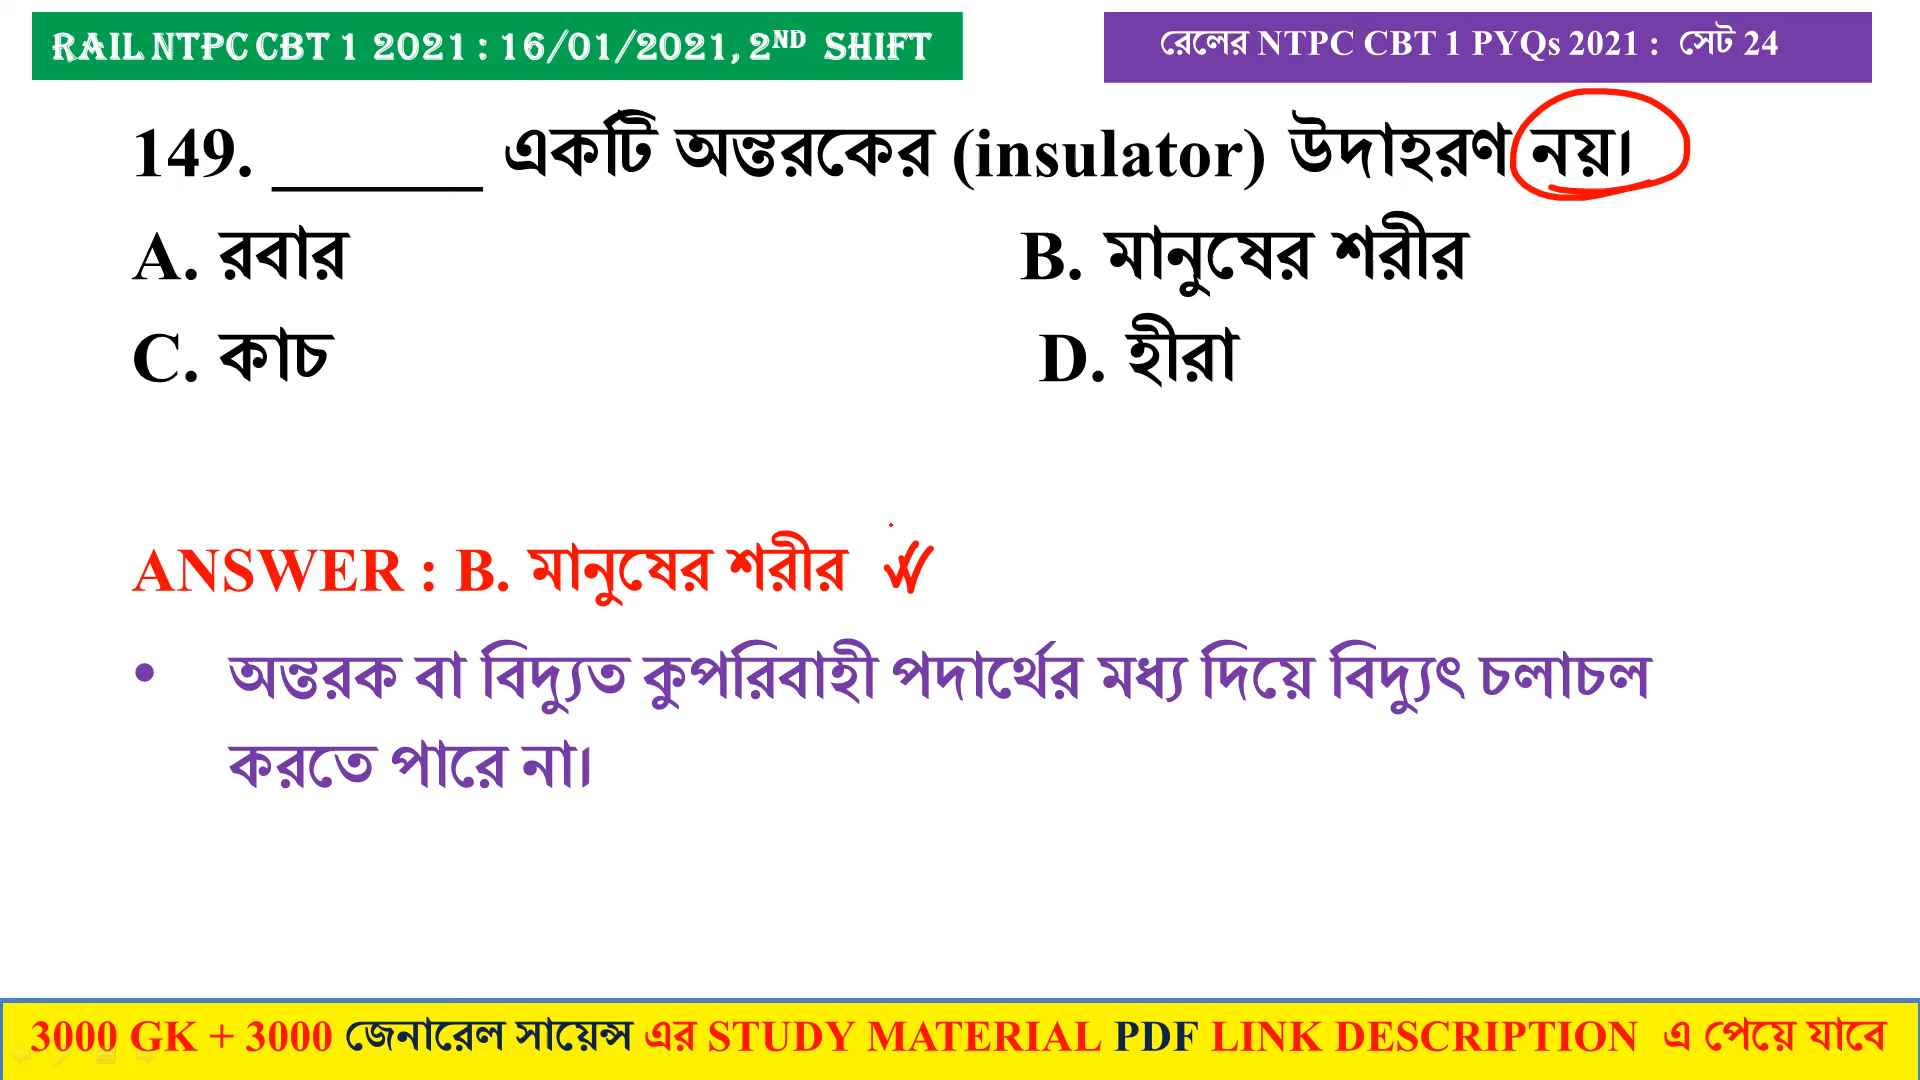 RAIL NTPC CBT 1 2021 : 16/01/2021, 2ND SHIFT
রেলের NTPC CBT 1 PYQs 2021 : সেট 24
149. ______ একটি অন্তরকের (insulator) উদাহরণ নয়।
A. রবার B. মানুষের শরীর
C. কাচ D. হীরা
ANSWER : B. মানুষের শরীর
• অন্তরক বা বিদ্যুত কুপরিবাহী পদার্থের মধ্য দিয়ে বিদ্যুৎ চলাচল
করতে পারে না।
3000 GK + 3000 জেনারেল সায়েন্স এর STUDY MATERIAL PDF LINK DESCRIPTION এ পেয়ে যাবে